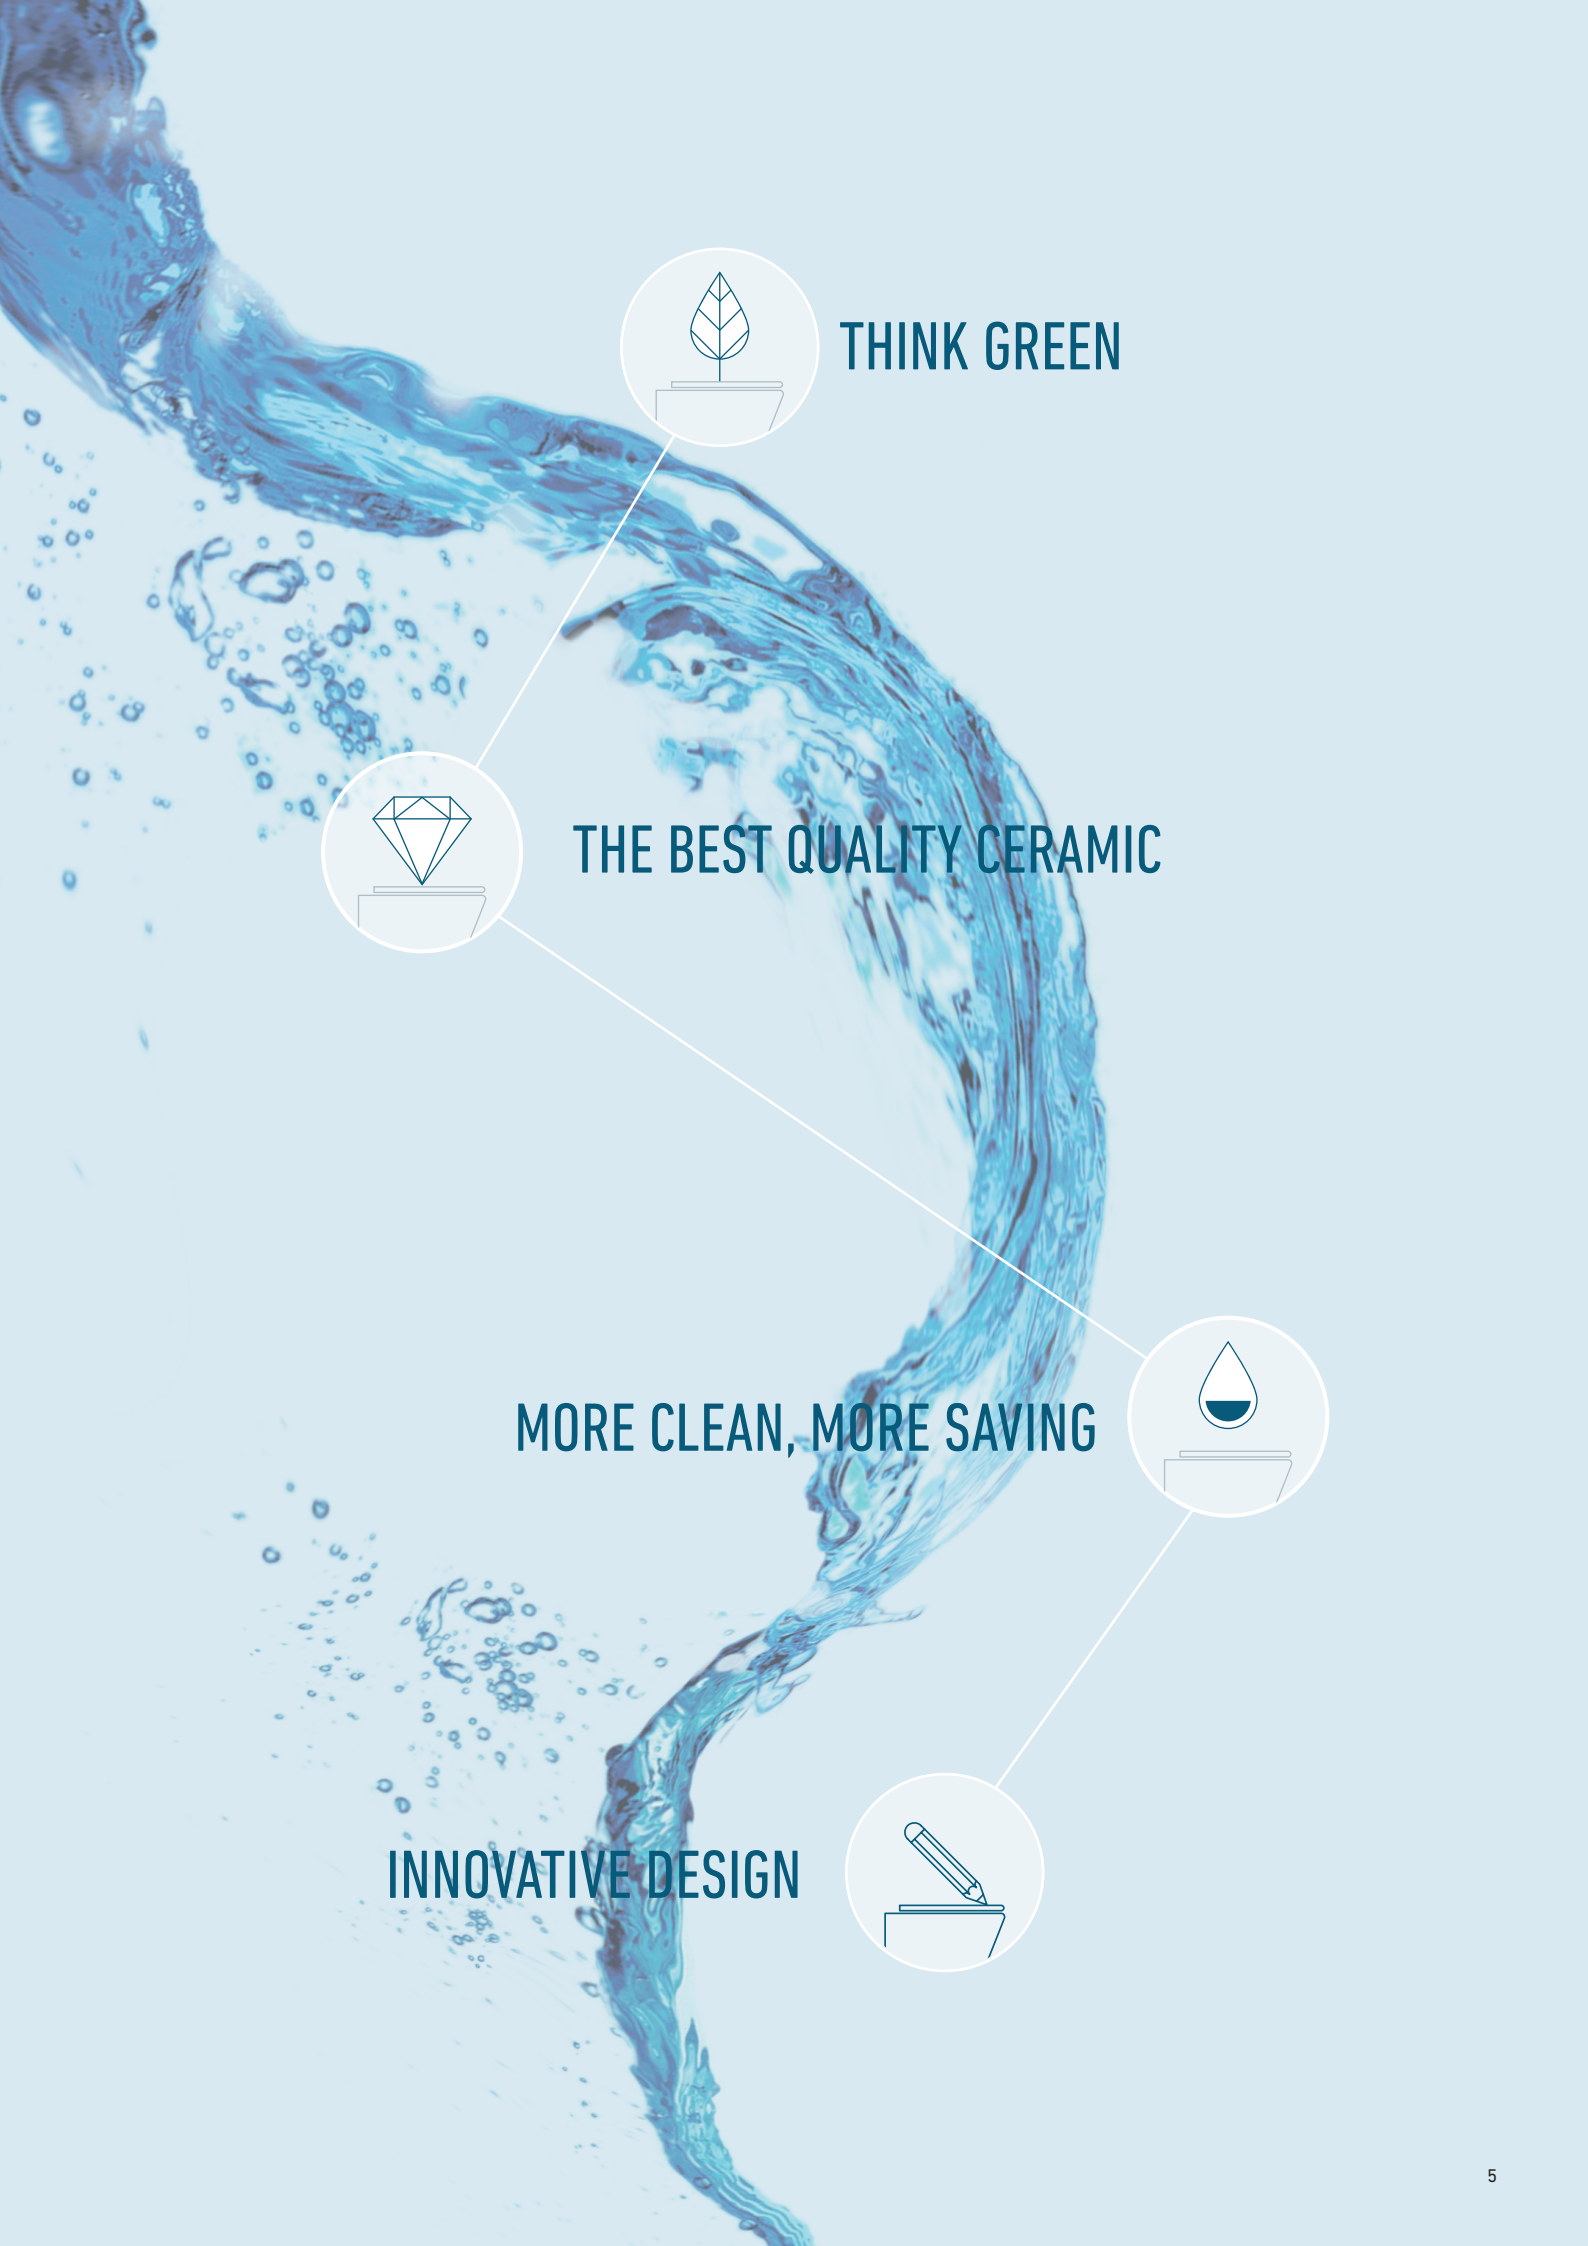 THINK GREEN
THE BEST QUALITY CERAMIC
MORE CLEAN, MORE SAVING
INNOVATIVE DESIGN
5